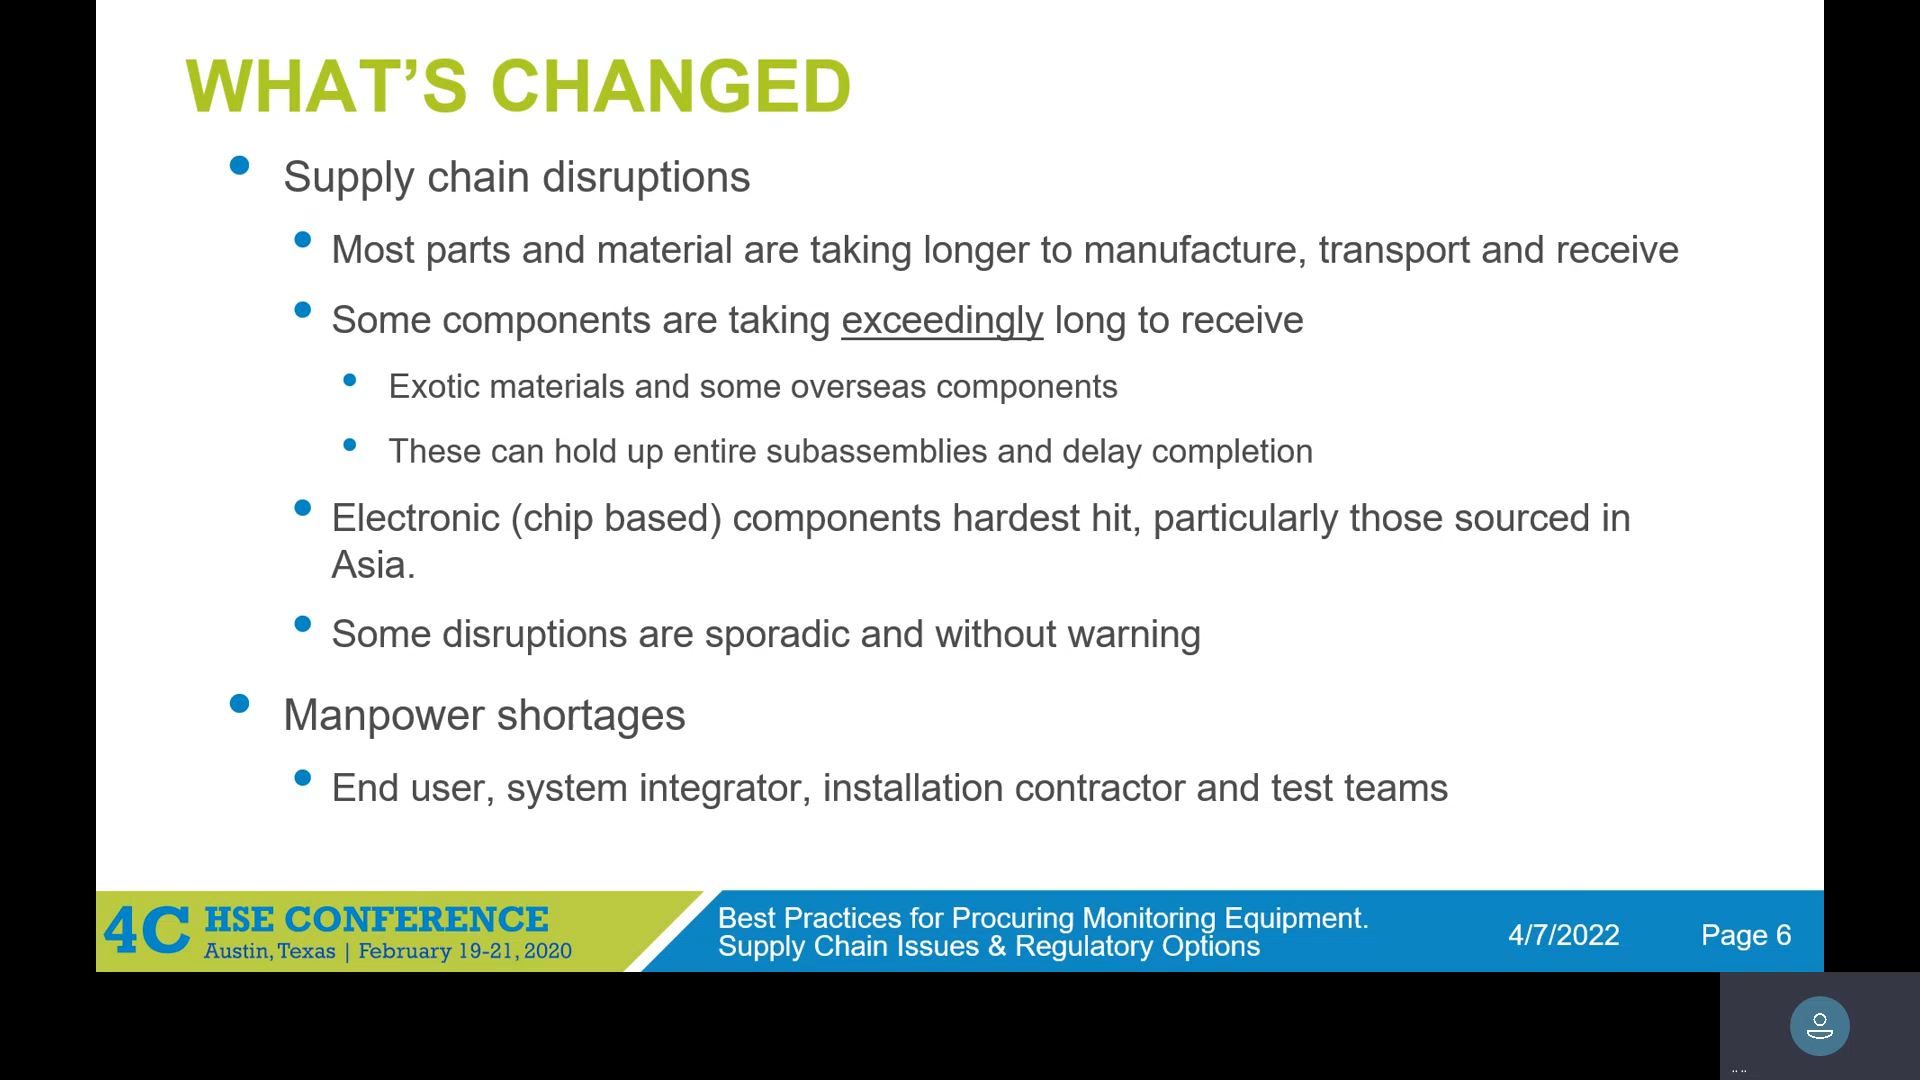 WHAT’S CHANGED
Supply chain disruptions
Most parts and material are taking longer to manufacture, transport and receive
Some components are taking exceedingly long to receive
Exotic materials and some overseas components
These can hold up entire subassemblies and delay completion
Electronic (chip based) components hardest hit, particularly those sourced in
Asia.
Some disruptions are sporadic and without warning
Manpower shortages
End user, system integrator, installation contractor and test teams
4C HSE CONFERENCE
Austin, Texas | February 19-21, 2020
Best Practices for Procuring Monitoring Equipment.
Supply Chain Issues & Regulatory Options
4/7/2022
Page 6